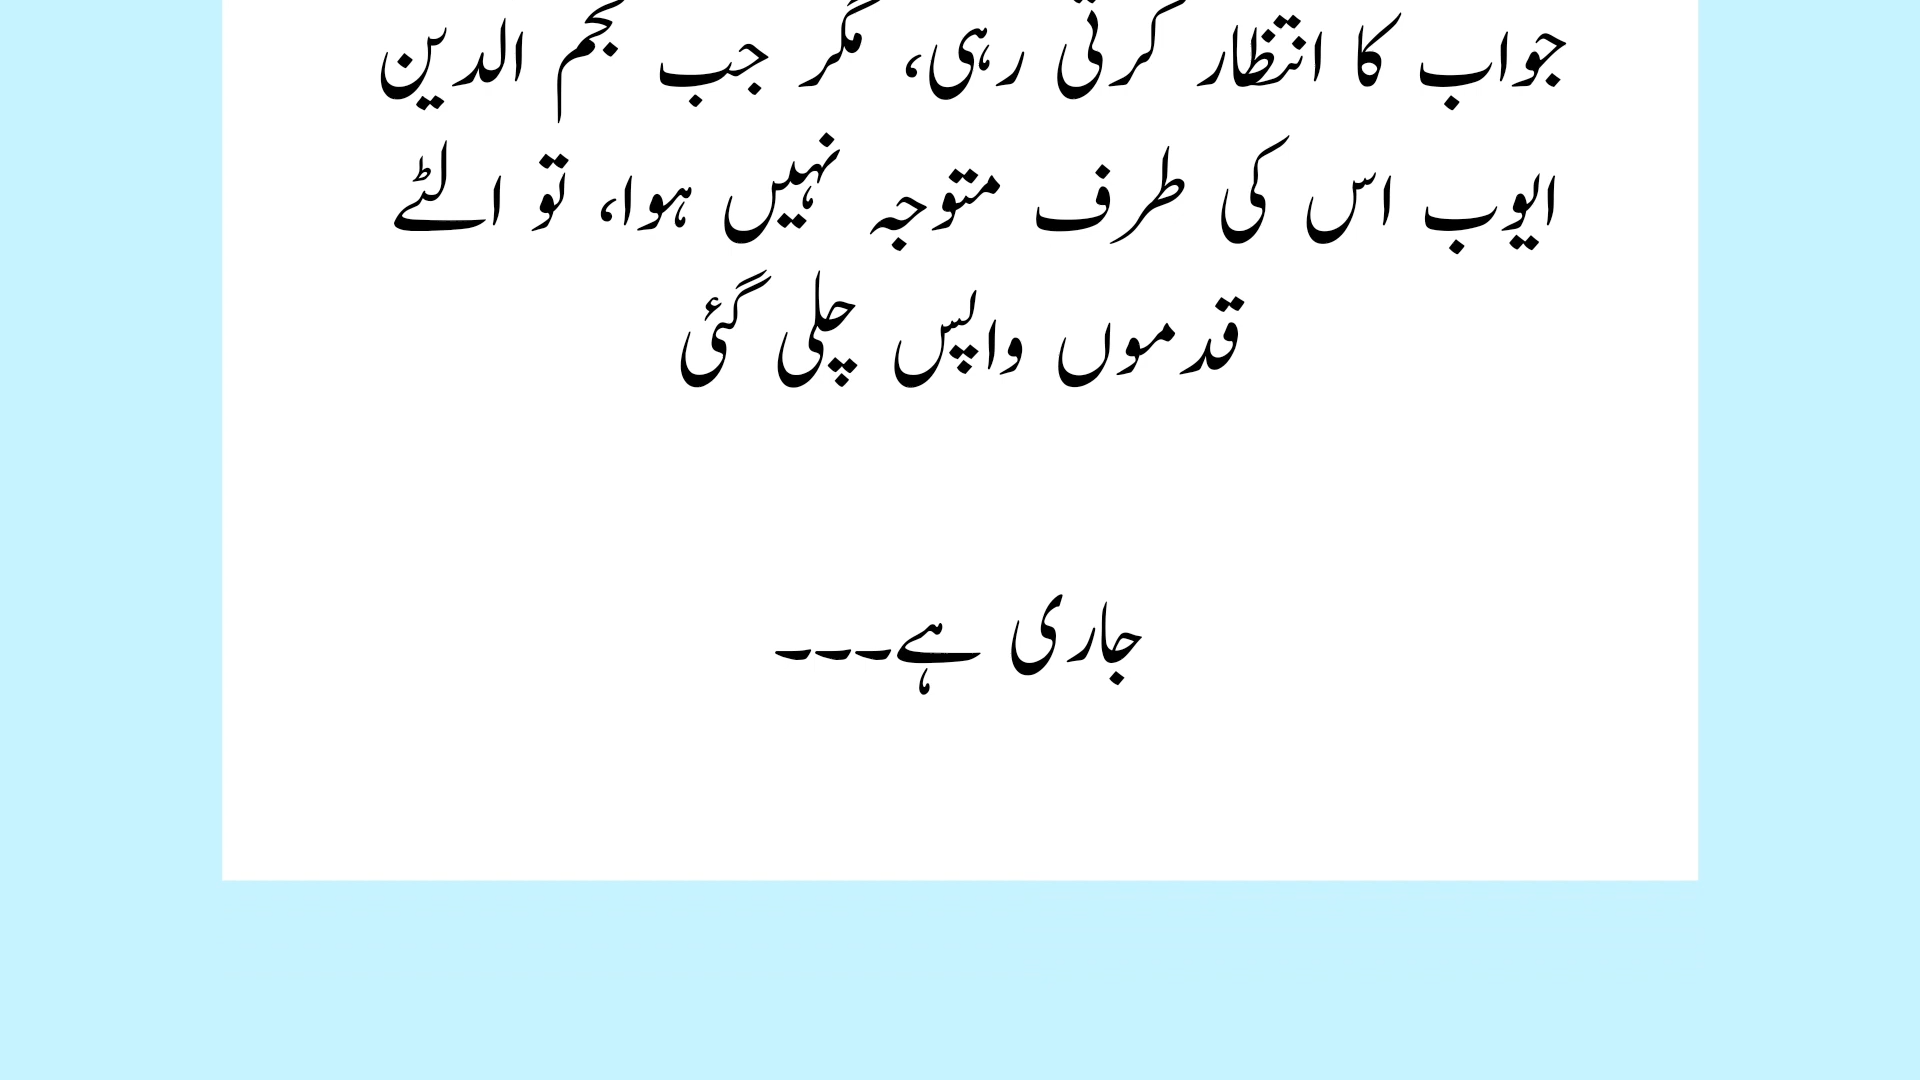 جواب کا انتظار کرتی رہی، مگر جب نجم الدین
ایوب اس کی طرف متوجہ نہیں ہوا، تو الٹے
قدموں واپس چلی گئی
جاری ہے۔۔۔